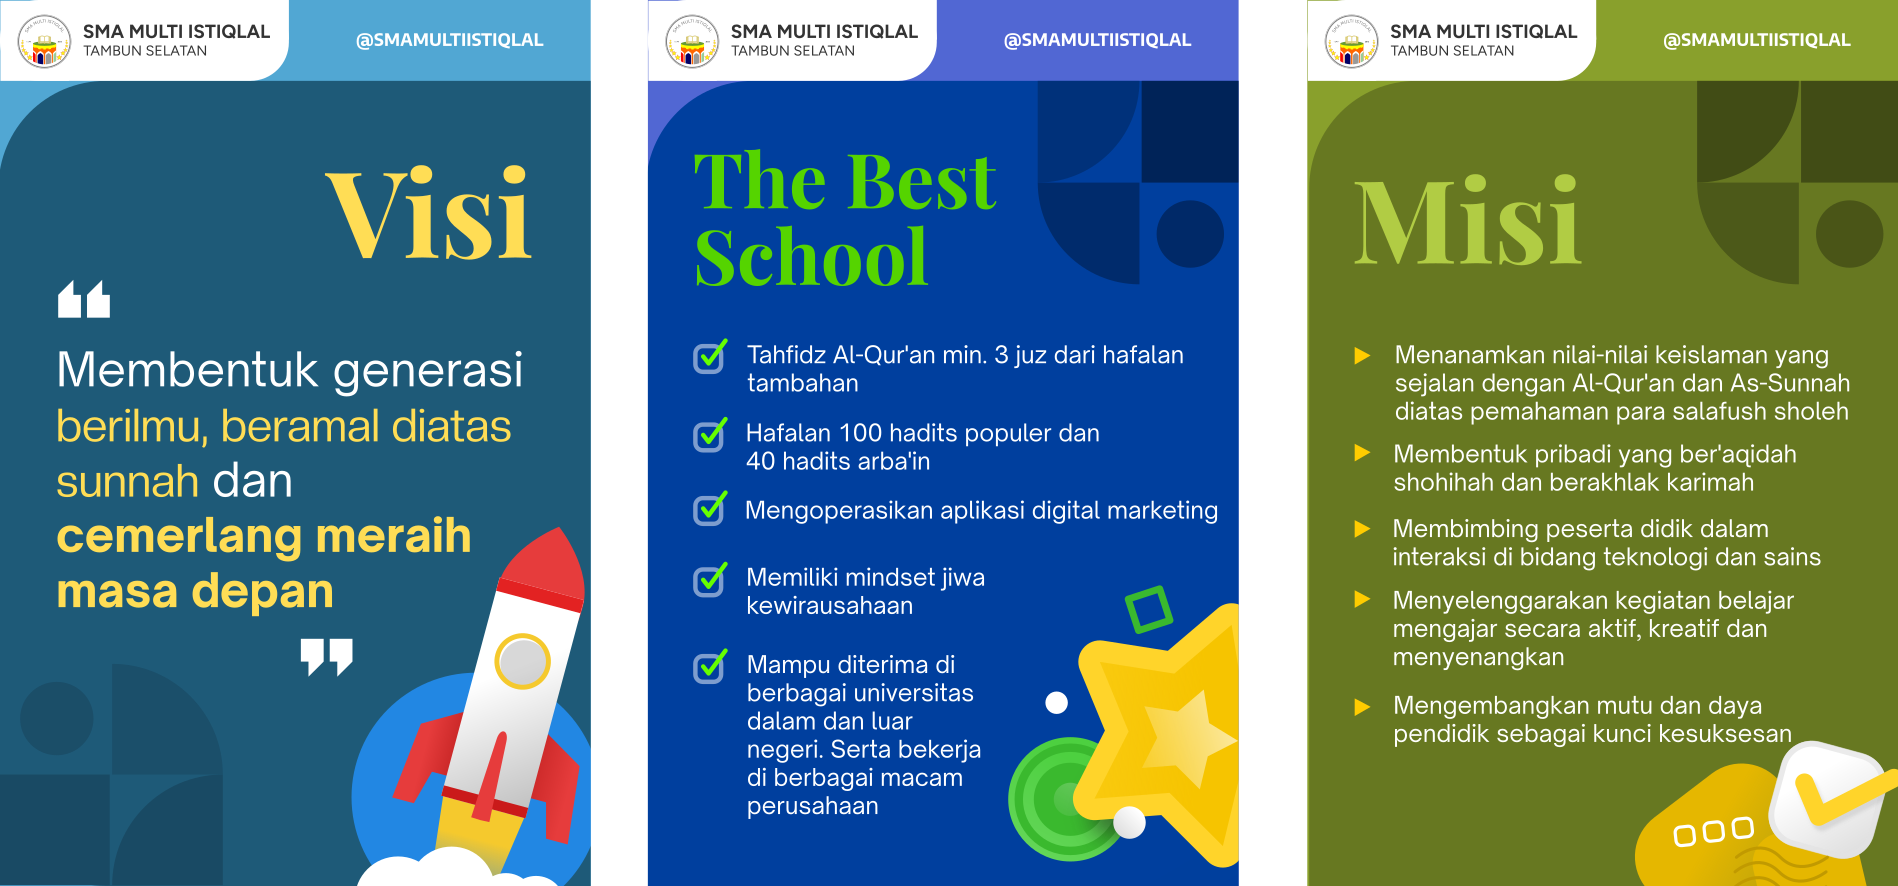 SMA MULTI ISTIQLAL
TAMBUN SELATAN
@SMAMULTIISTIQLAL
Visi
“
Membentuk generasi
berilmu, beramal diatas
sunnah dan
cemerlang meraih
masa depan
”
SMA MULTI ISTIQLAL
TAMBUN SELATAN
@SMAMULTIISTIQLAL
The Best
School
Tahfidz Al-Qur'an min. 3 juz dari hafalan
tambahan
Hafalan 100 hadits populer dan
40 hadits arba'in
Mengoperasikan aplikasi digital marketing
Memiliki mindset jiwa
kewirausahaan
Mampu diterima di
berbagai universitas
dalam dan luar
negeri. Serta bekerja
di berbagai macam
perusahaan
SMA MULTI ISTIQLAL
TAMBUN SELATAN
@SMAMULTIISTIQLAL
Misi
Menanamkan nilai-nilai keislaman yang
sejalan dengan Al-Qur'an dan As-Sunnah
diatas pemahaman para salafush sholeh
Membentuk pribadi yang ber'aqidah
shohihah dan berakhlak karimah
Membimbing peserta didik dalam
interaksi di bidang teknologi dan sains
Menyelenggarakan kegiatan belajar
mengajar secara aktif, kreatif dan
menyenangkan
Mengembangkan mutu dan daya
pendidik sebagai kunci kesuksesan